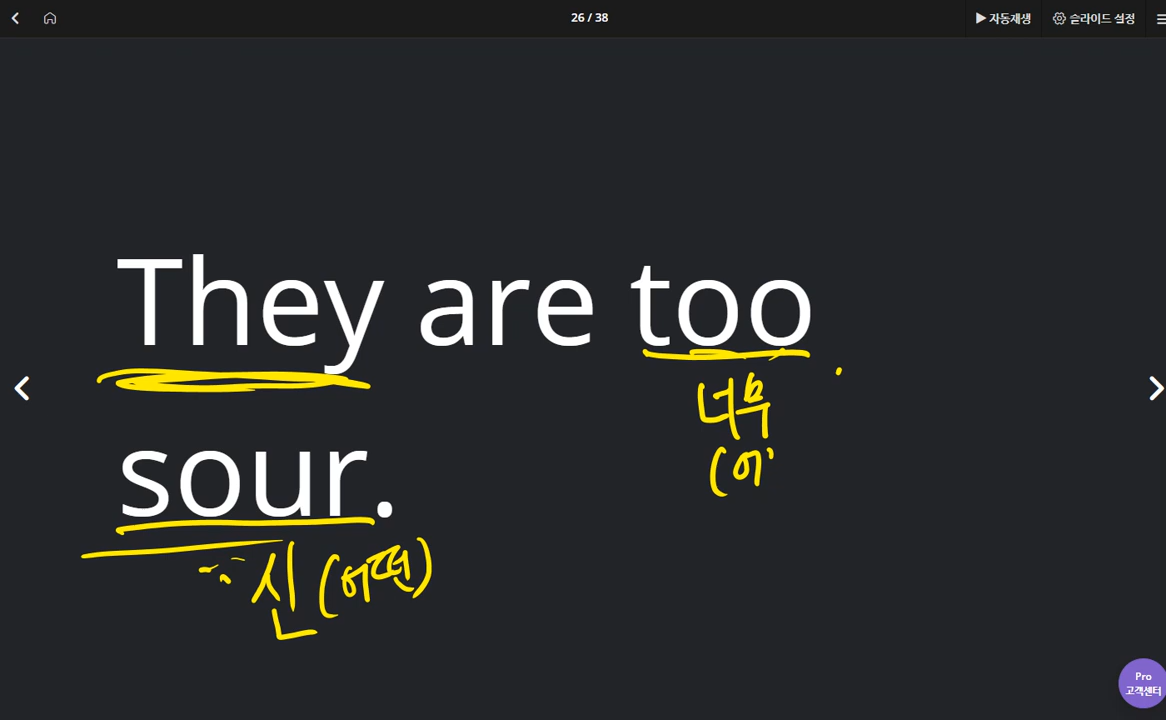 26 / 38
자동재생
슬라이드 설정
They are too
너무
(어
sour.
신 (어떤)
Pro
고객센터